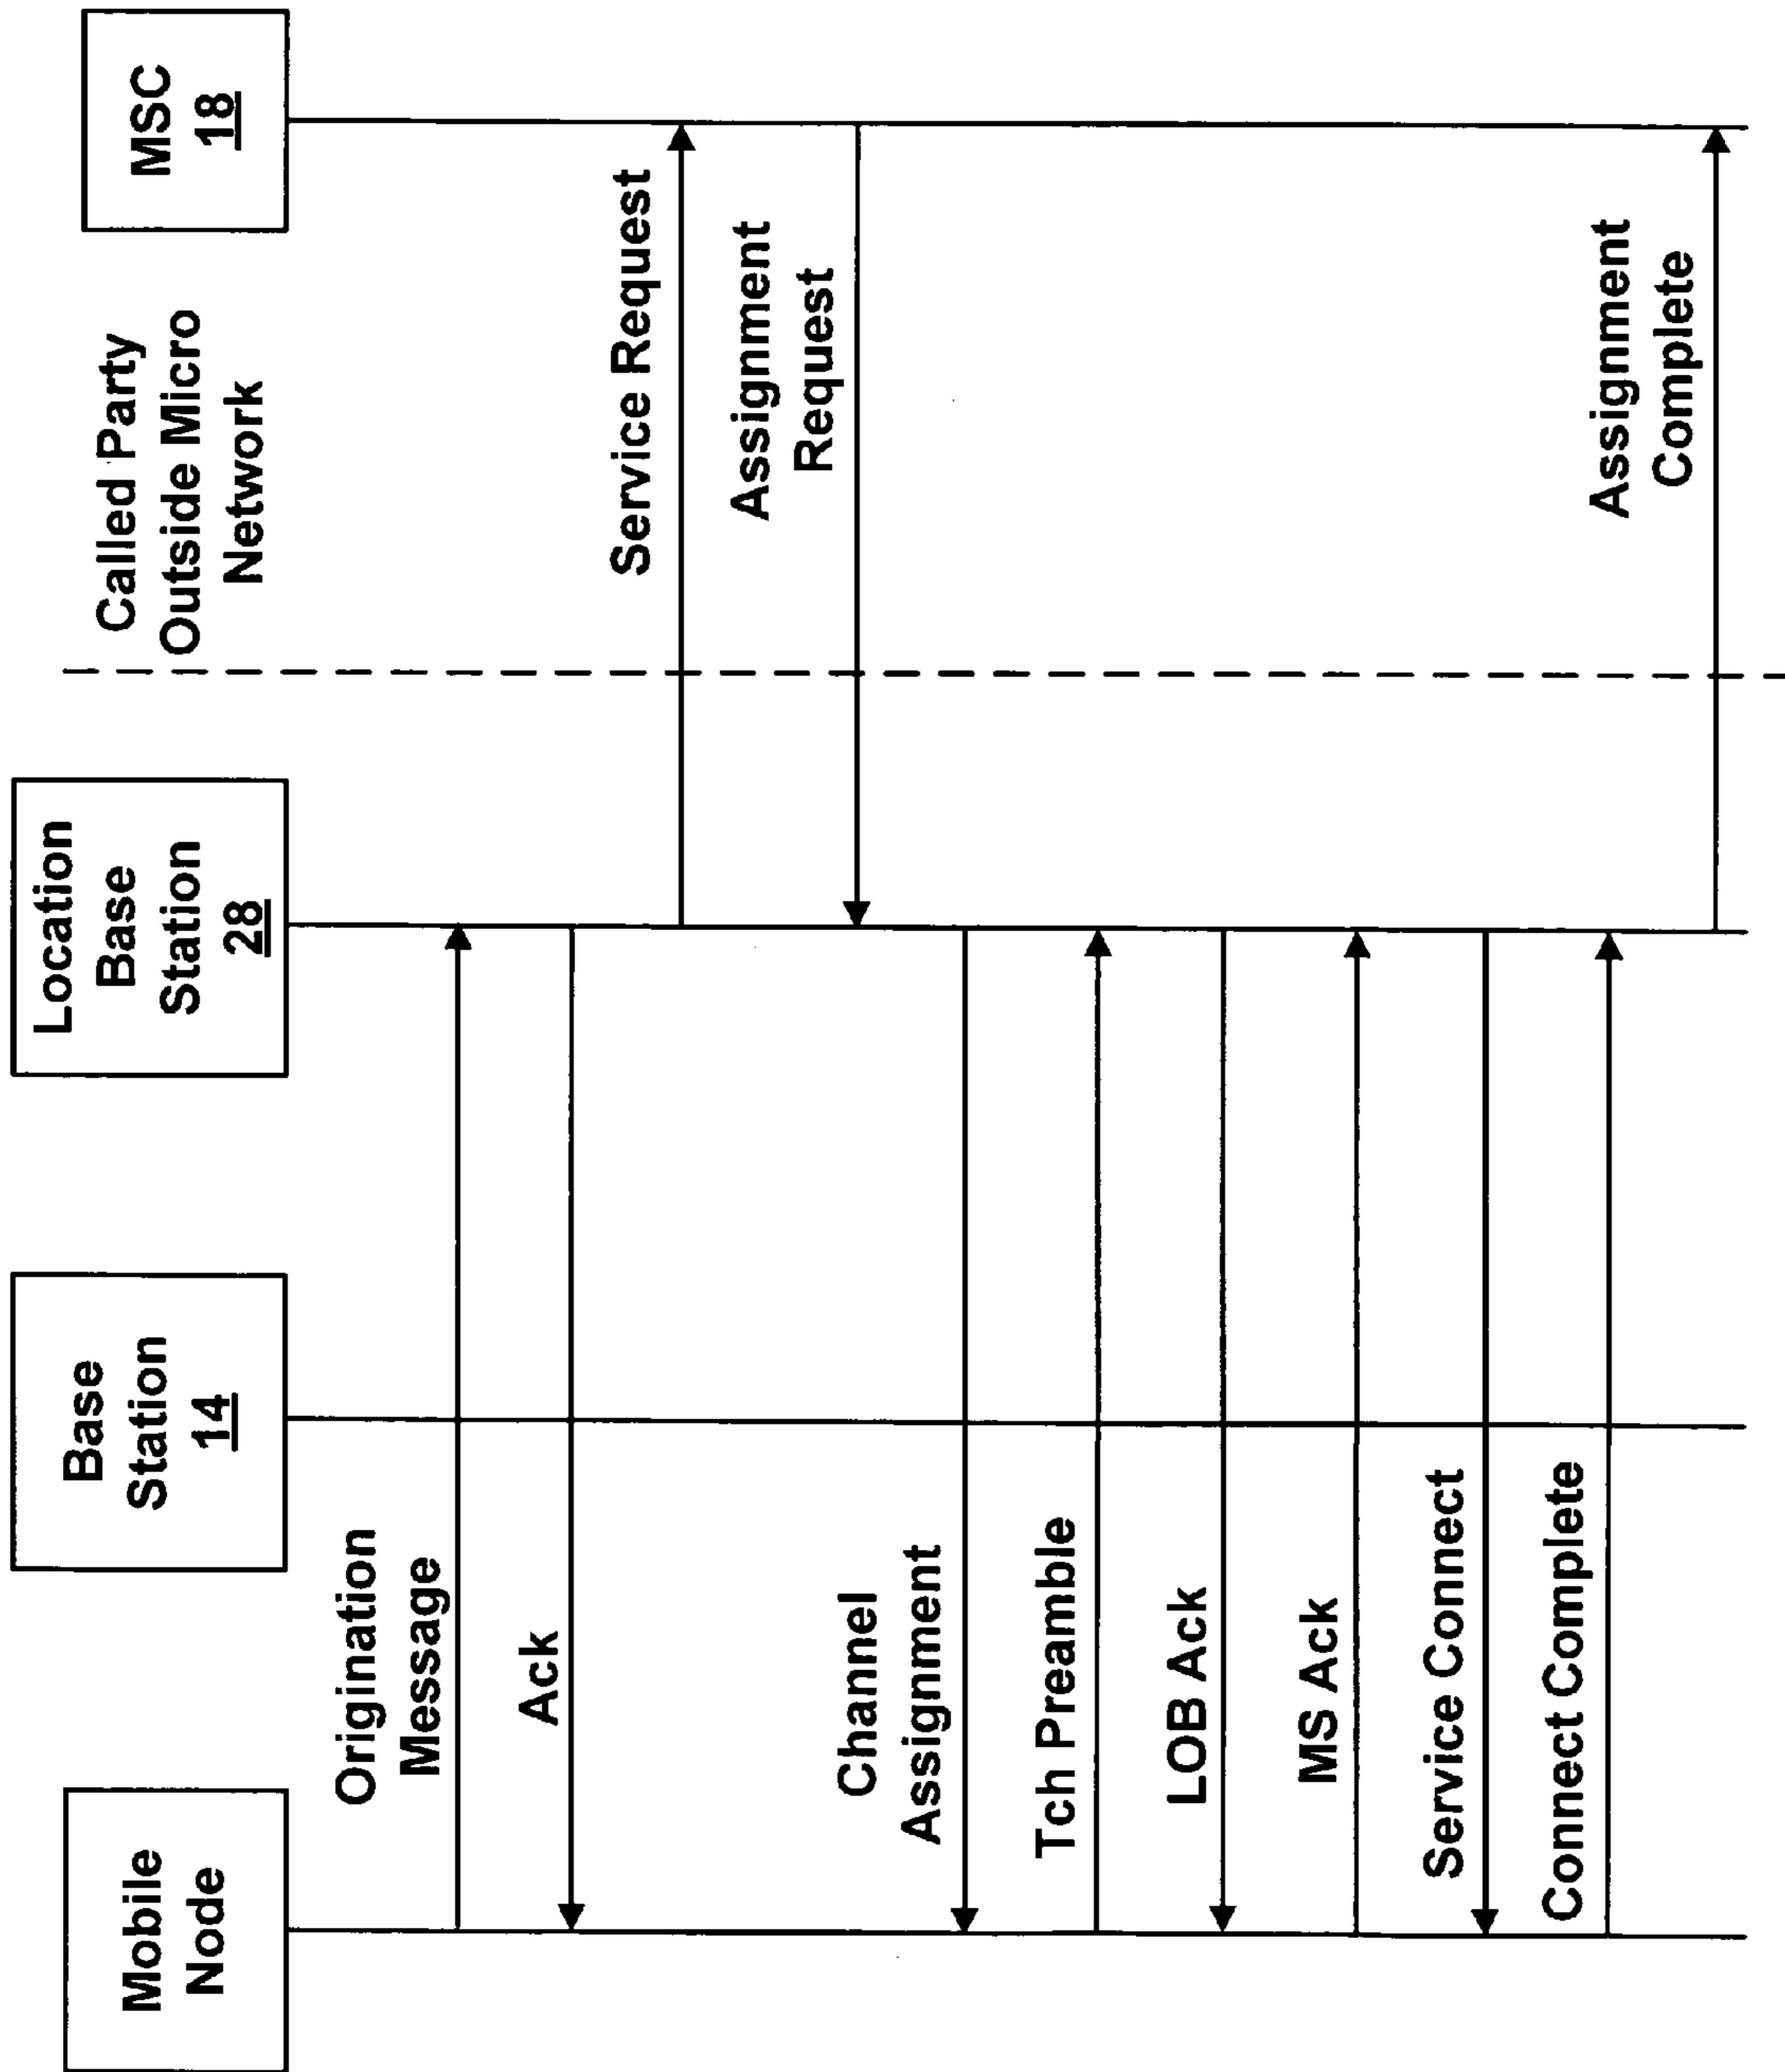 Mobile
Node
Base
Station
14
Location
Base
Station
28
Called Party
Outside Micro
Network
MSC
18
Origination
Message
Ack
Service Request
Assignment
Request
Channel
Assignment
Tch Preamble
LOB Ack
MS Ack
Service Connect
Connect Complete
Assignment
Complete